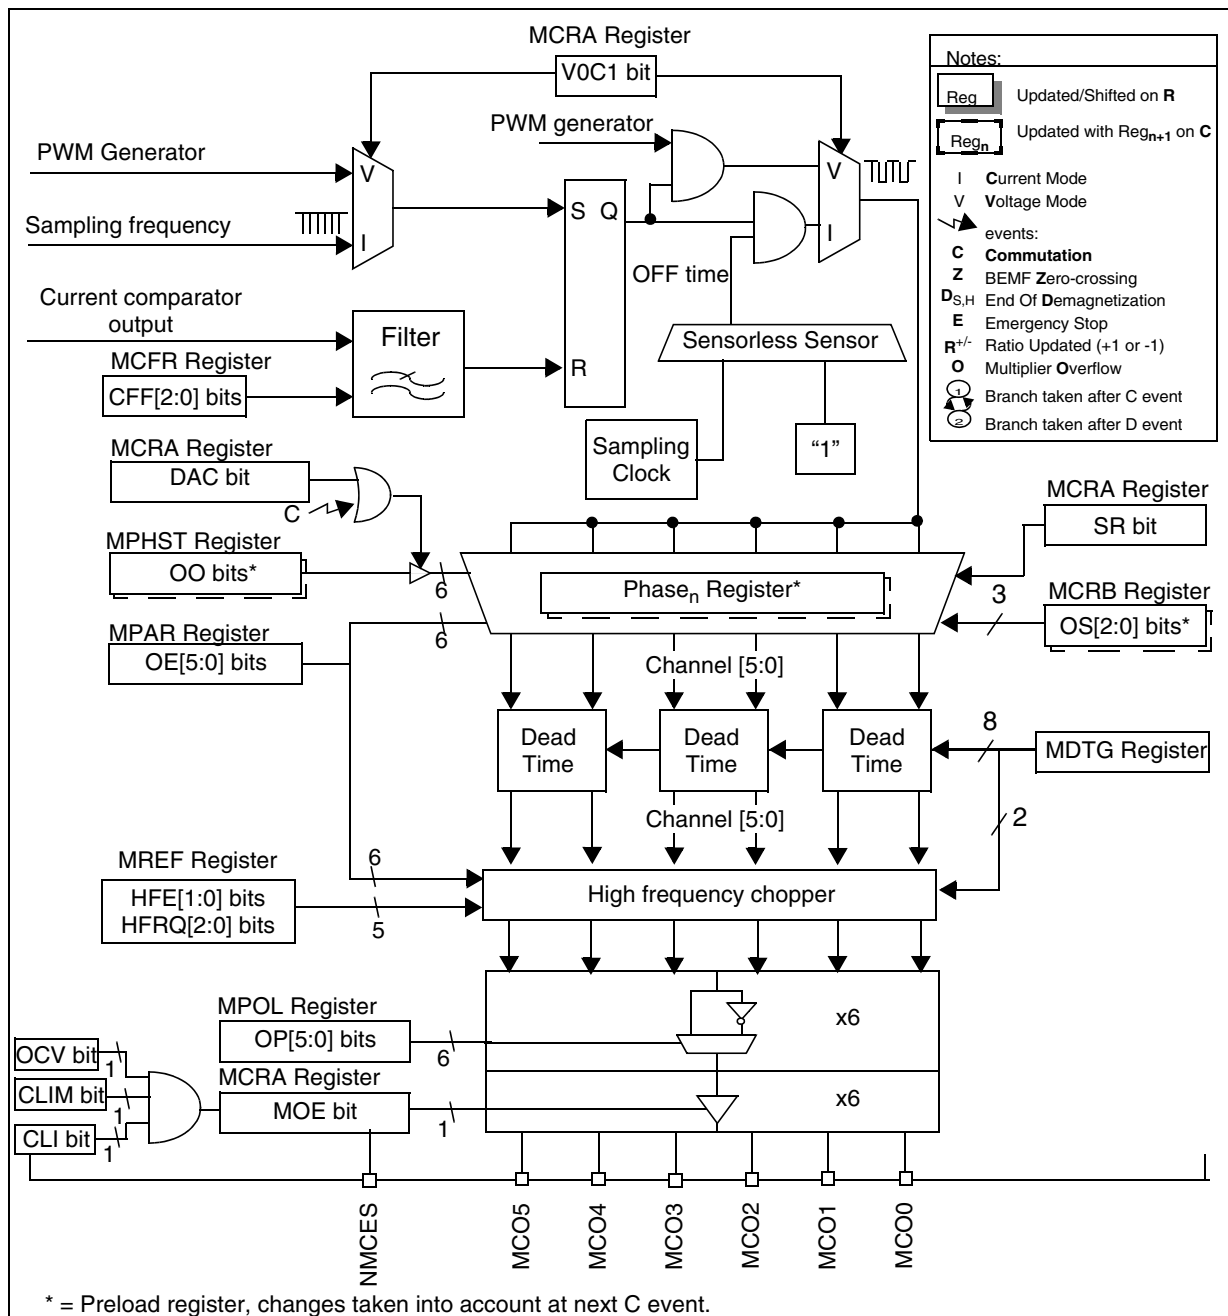 MCRA Register
V0C1 bit
PWM generator
PWM Generator
V
Sampling frequency
I
S Q
R
V
I
OFF time
Current comparator
output
Filter
MCFR Register
CFF[2:0] bits
Sensorless Sensor
Sampling
Clock
“1”
Notes:
Reg
Updated/Shifted on R
Regn
Updated with Regn+1 on C
I Current Mode
V Voltage Mode
events:
C Commutation
Z BEMF Zero-crossing
DS,H End Of Demagnetization
E Emergency Stop
R+/- Ratio Updated (+1 or -1)
O Multiplier Overflow
1 Branch taken after C event
2 Branch taken after D event
MCRA Register
DAC bit
C
MPHST Register
OO bits*
6
MPAR Register
OE[5:0] bits
6
Phasen Register*
MCRA Register
SR bit
MCRB Register
3
OS[2:0] bits*
Channel [5:0]
Dead
Time
Dead
Time
Dead
Time
8
MDTG Register
2
Channel [5:0]
MREF Register
HFE[1:0] bits
HFRQ[2:0] bits
6
5
High frequency chopper
MPOL Register
OP[5:0] bits
6
x6
OCV bit
1
CLIM bit
1
CLI bit
1
MCRA Register
MOE bit
1
x6
NMCES
MCO5
MCO4
MCO3
MCO2
MCO1
MCO0
* = Preload register, changes taken into account at next C event.